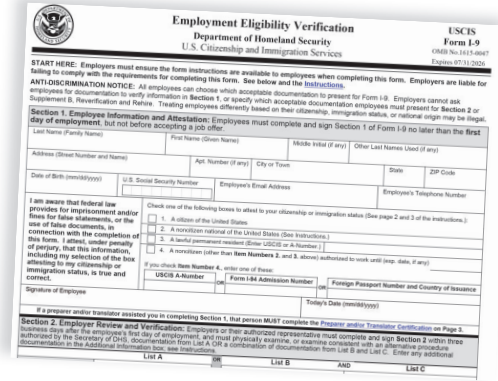 Employment Eligibility Verification
Department of Homeland Security
U.S. Citizenship and Immigration Services
USCIS
Form I-9
OMB No.1615-0047
Expires 07/31/2026
START HERE: Employers must ensure the form instructions are available to employees when completing this form. Employers are liable for
failing to comply with the requirements for completing this form. See below and the Instructions.
ANTI-DISCRIMINATION NOTICE: All employees can choose which acceptable documentation to present for Form I-9. Employers cannot ask
employees for documentation to verify information in Section 1, or specify which acceptable documentation employees must present for Section 2 or
Supplement B, Reverification and Rehire. Treating employees differently based on their citizenship, immigration status, or national origin may be illegal.
Section 1. Employee Information and Attestation: Employees must complete and sign Section 1 of Form I-9 no later than the first
day of employment, but not before accepting a job offer.
Last Name (Family Name)
First Name (Given Name)
Middle Initial (if any)
Other Last Names Used (if any)
Address (Street Number and Name)
Apt. Number (if any)
City or Town
State
ZIP Code
Date of Birth (mm/dd/yyyy)
U.S. Social Security Number
Employee's Email Address
Employee's Telephone Number
I am aware that federal law
provides for imprisonment and/or
fines for false statements, or the
use of false documents, in
connection with the completion of
this form. I attest, under penalty
of perjury, that this information,
including my selection of the box
attesting to my citizenship or
immigration status, is true and
correct.
Check one of the following boxes to attest to your citizenship or immigration status (See page 2 and 3 of the instructions.):
1. A citizen of the United States
2. A noncitizen national of the United States (See Instructions.)
3. A lawful permanent resident (Enter USCIS or A-Number.)
4. A noncitizen (other than Item Numbers 2. and 3. above) authorized to work until (exp. date, if any)
If you check Item Number 4., enter one of these:
USCIS A-Number
OR
Form I-94 Admission Number
OR
Foreign Passport Number and Country of Issuance
Signature of Employee
Today's Date (mm/dd/yyyy)
If a preparer and/or translator assisted you in completing Section 1, that person MUST complete the Preparer and/or Translator Certification on Page 3.
Section 2. Employer Review and Verification: Employers or their authorized representative must complete and sign Section 2 within three
business days after the employee's first day of employment, and must physically examine, or examine consistent with an alternative procedure
authorized by the Secretary of DHS, documentation from List A OR a combination of documentation from List B and List C. Enter any additional
documentation in the Additional Information box; see Instructions.
List A
OR
List B
AND
List C